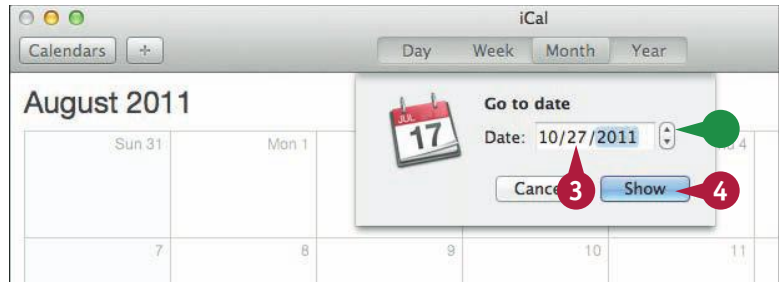 iCal
Calendars + Day Week Month Year
August 2011
Go to date
JUL 17
Date: 10/27/2011
Sun 31 Mon 1 4
3 Show 4
7 8 9 10 11